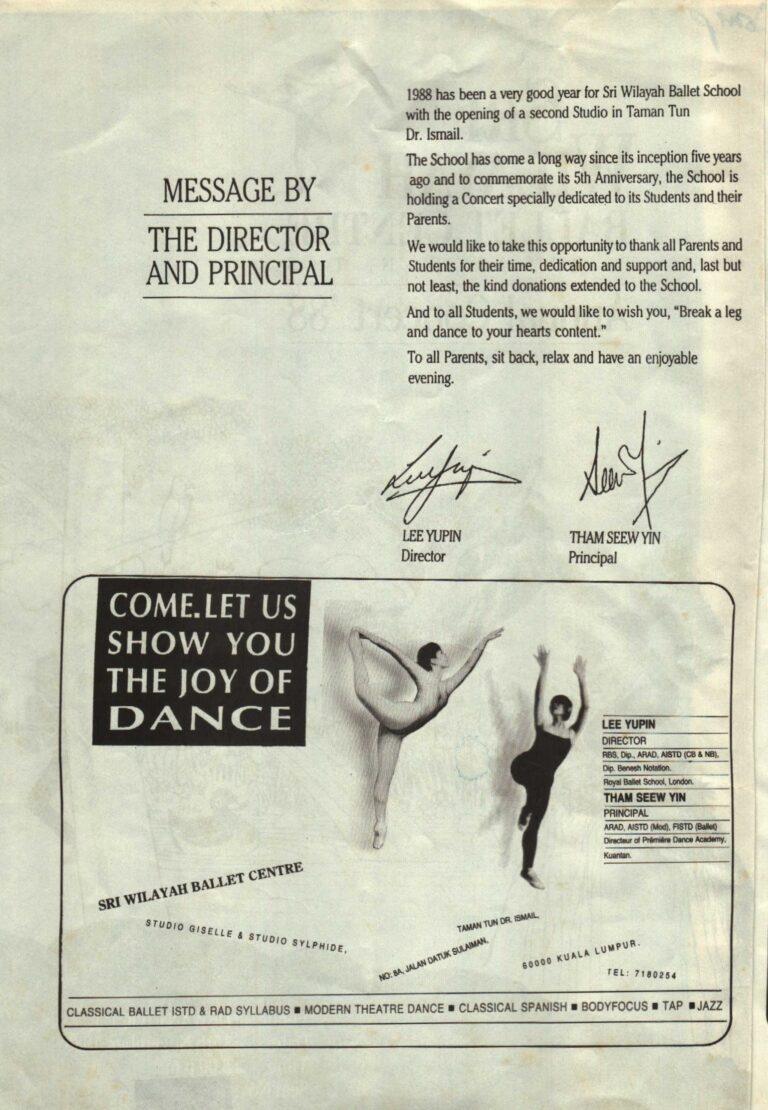 MESSAGE BY
THE DIRECTOR
AND PRINCIPAL
1988 has been a very good year for Sri Wilayah Ballet School
with the opening of a second Studio in Taman Tun
Dr. Ismail.
The School has come a long way since its inception five years
ago and to commemorate its 5th Anniversary, the School is
holding a Concert specially dedicated to its Students and their
Parents.
We would like to take this opportunity to thank all Parents and
Students for their time, dedication and support and, last but
not least, the kind donations extended to the School.
And to all Students, we would like to wish you, “Break a leg
and dance to your hearts content.”
To all Parents, sit back, relax and have an enjoyable
evening.
LEE YUPIN
Director
THAM SEEW YIN
Principal
COME.LET US
SHOW YOU
THE JOY OF
DANCE
LEE YUPIN
DIRECTOR
RBS, Dip., ARAD, AISTD (CB & NB),
Dip. Benesh Notation.
Royal Ballet School, London.
THAM SEEW YIN
PRINCIPAL
ARAD, AISTD (Mod), FISTD (Ballet)
Directeur of Première Dance Academy,
Kuantan.
SRI WILAYAH BALLET CENTRE
STUDIO GISELLE & STUDIO SYLPHIDE,
TAMAN TUN DR. ISMAIL,
NO: 8A, JALAN DATUK SULAIMAN,
60000 KUALA LUMPUR.
TEL: 7180254
CLASSICAL BALLET ISTD & RAD SYLLABUS ■ MODERN THEATRE DANCE ■ CLASSICAL SPANISH ■ BODYFOCUS ■ TAP ■ JAZZ